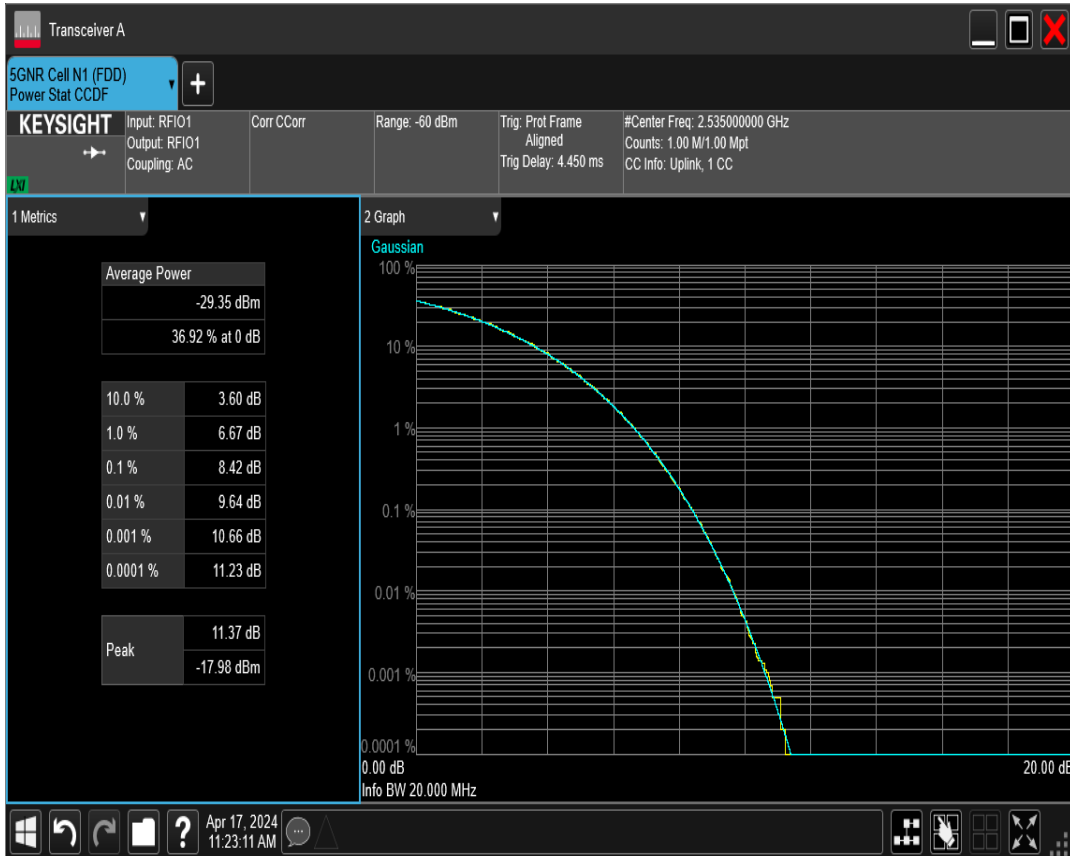 Transceiver A
5GNR Cell N1 (FDD)
Power Stat CCDF
+
KEYSIGHT
LXI
Input: RFIO1
Output: RFIO1
Coupling: AC
Corr CCorr
Range: -60 dBm
Trig: Prot Frame
Aligned
Trig Delay: 4.450 ms
#Center Freq: 2.535000000 GHz
Counts: 1.00 M/1.00 Mpt
CC Info: Uplink, 1 CC
1 Metrics
Average Power
-29.35 dBm
36.92 % at 0 dB
10.0 % 3.60 dB
1.0 % 6.67 dB
0.1 % 8.42 dB
0.01 % 9.64 dB
0.001 % 10.66 dB
0.0001 % 11.23 dB
Peak
11.37 dB
-17.98 dBm
2 Graph
Gaussian
100 %
10 %
1 %
0.1 %
0.01 %
0.001 %
0.0001 %
0.00 dB 20.00 dB
Info BW 20.000 MHz
?
Apr 17, 2024
11:23:11 AM